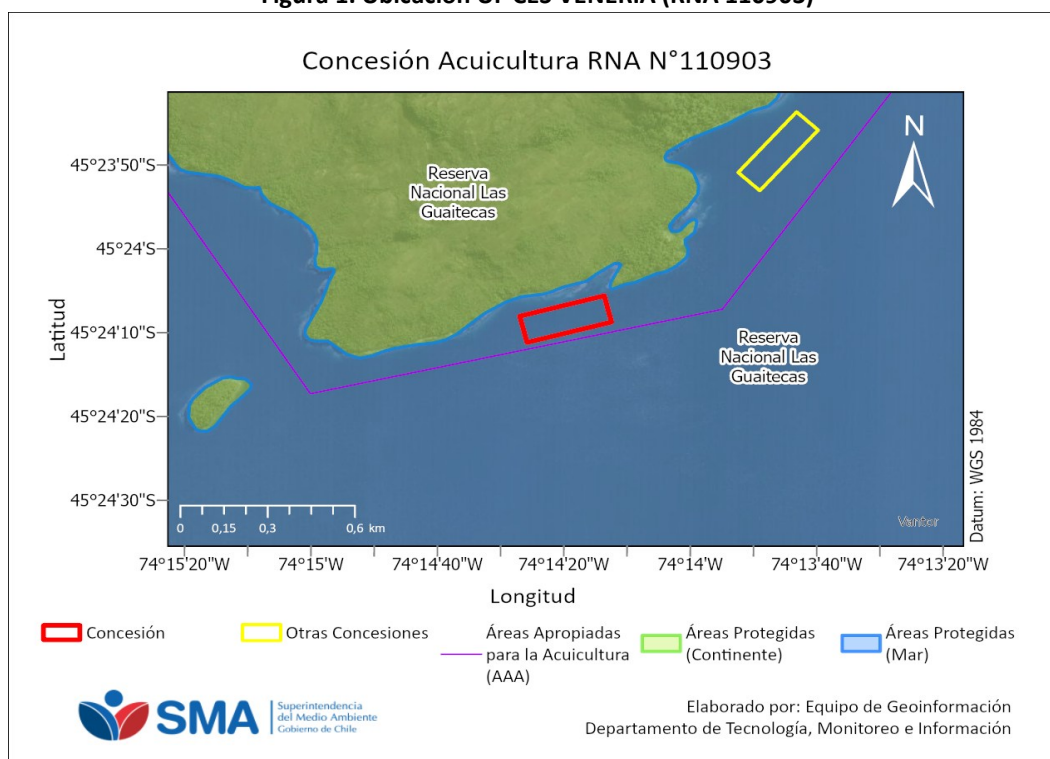 Figura 1. Ubicación UF CES VENERIA (RNA 110903)
Concesión Acuicultura RNA N°110903
N
45°23'50"S
45°24'S
45°24'10"S
45°24'20"S
45°24'30"S
Latitud
Reserva
Nacional Las
Guaitecas
Reserva
Nacional Las
Guaitecas
Datum: WGS 1984
Vantor
0 0,15 0,3 0,6 km
74°15'20"W 74°15'W 74°14'40"W 74°14'20"W 74°14'W 74°13'40"W 74°13'20"W
Longitud
Concesión
Otras Concesiones
Áreas Apropiadas
para la Acuicultura
(AAA)
Áreas Protegidas
(Continente)
Áreas Protegidas
(Mar)
SMA
Superintendencia
del Medio Ambiente
Gobierno de Chile
Elaborado por: Equipo de Geoinformación
Departamento de Tecnología, Monitoreo e Información